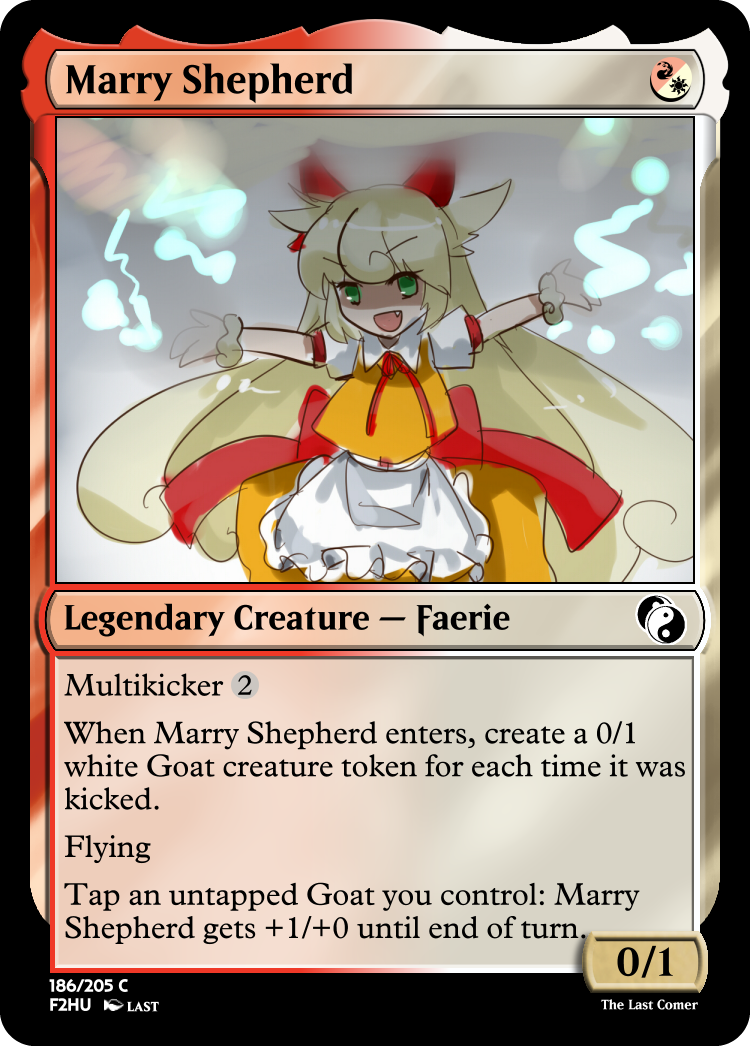 Marry Shepherd
Legendary Creature — Faerie
Multikicker 2
When Marry Shepherd enters, create a 0/1
white Goat creature token for each time it was
kicked.
Flying
Tap an untapped Goat you control: Marry
Shepherd gets +1/+0 until end of turn.
0/1
186/205 C
F2HU LAST
The Last Comer